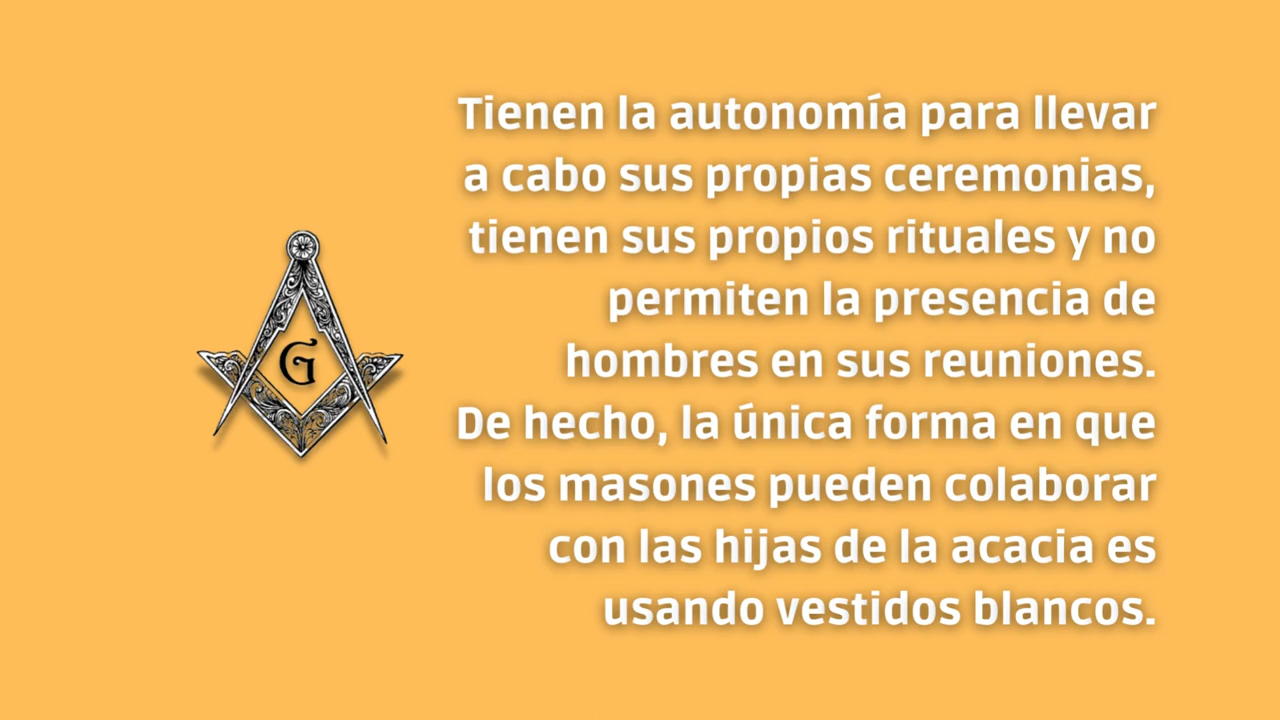 Tienen la autonomía para llevar
a cabo sus propias ceremonias,
tienen sus propios rituales y no
permiten la presencia de
hombres en sus reuniones.
De hecho, la única forma en que
los masones pueden colaborar
con las hijas de la acacia es
usando vestidos blancos.
G